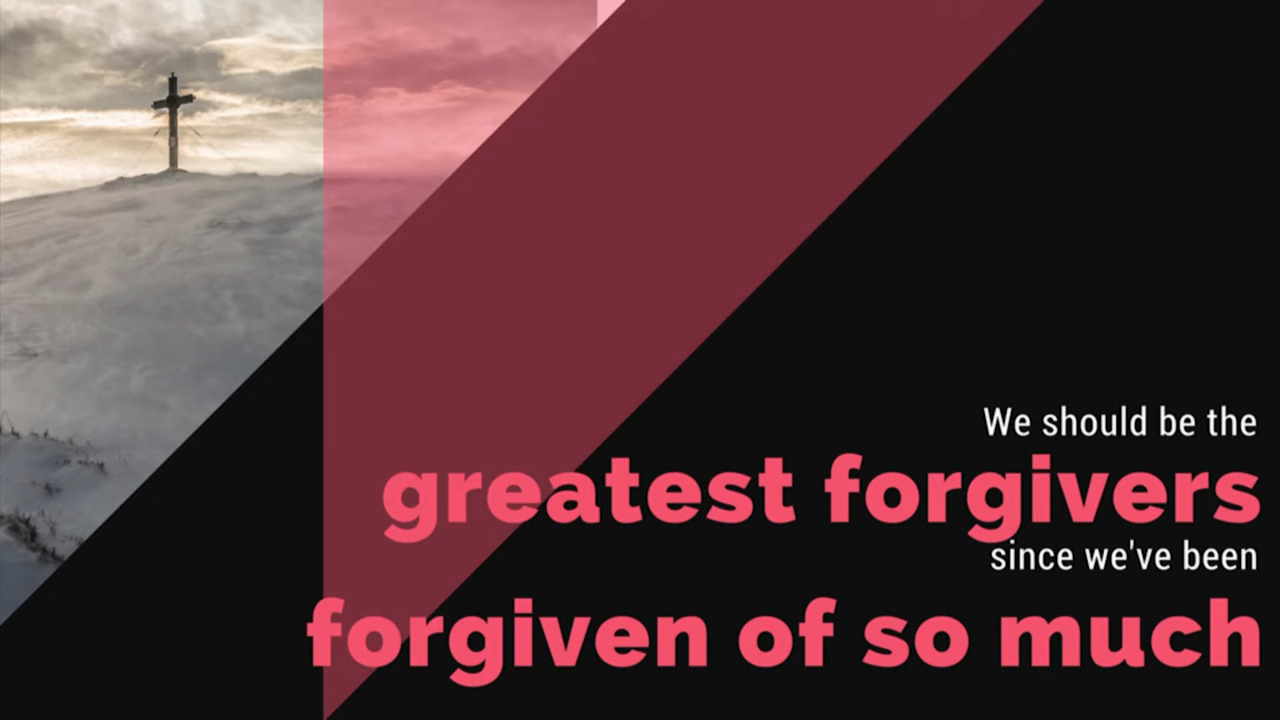 We should be the
greatest forgivers
since we've been
forgiven of so much